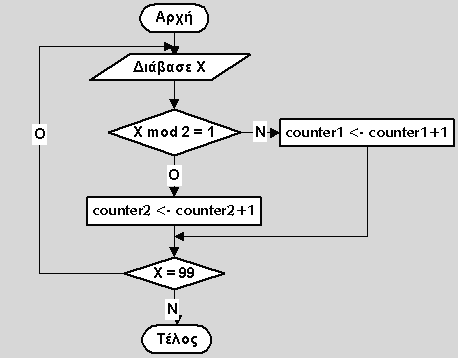 Αρχή
Διάβασε X
X mod 2 = 1
N
counter1 <- counter1+1
O
O
counter2 <- counter2+1
X = 99
N
Τέλος